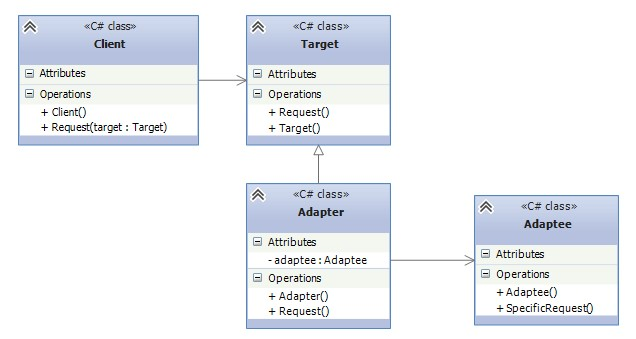 «C# class»
Client
Attributes
Operations
+ Client()
+ Request(target : Target)
«C# class»
Target
Attributes
Operations
+ Request()
+ Target()
«C# class»
Adapter
Attributes
- adaptee : Adaptee
Operations
+ Adapter()
+ Request()
«C# class»
Adaptee
Attributes
Operations
+ Adaptee()
+ SpecificRequest()